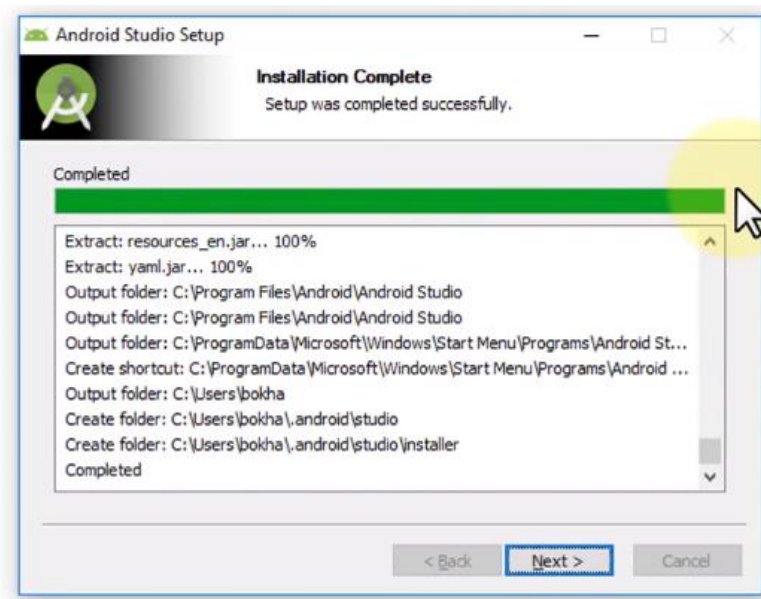 Android Studio Setup
Installation Complete
Setup was completed successfully.
Completed
Extract: resources_en.jar... 100%
Extract: yaml.jar... 100%
Output folder: C:\Program Files\Android\Android Studio
Output folder: C:\Program Files\Android\Android Studio
Output folder: C:\ProgramData\Microsoft\Windows\Start Menu\Programs\Android St...
Create shortcut: C:\ProgramData\Microsoft\Windows\Start Menu\Programs\Android ...
Output folder: C:\Users\bokha
Create folder: C:\Users\bokha\.android\studio
Create folder: C:\Users\bokha\.android\studio\installer
Completed
< Back Next > Cancel